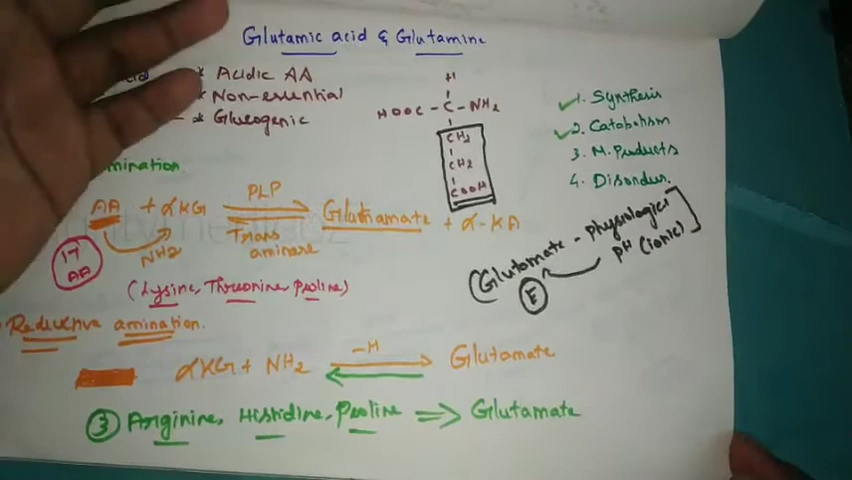 Glutamic acid & Glutamine
* Acidic AA
* Non-essential
* Glucogenic
H
HOOC - C - NH2
CH2
CH2
COOH
1. Synthesis
2. Catabolism
3. M. Products
4. Disorder.
mination.
AA + αKG PLP Glutamate + α-KA
Trans
aminase
NH2
17
AA
(Lysine, Threonine, Proline)
(Glutamate - physiological
pH (ionic)
E
Reductive amination.
αKG + NH2 -H Glutamate
3 Arginine, Histidine, Proline ⇒ Glutamate